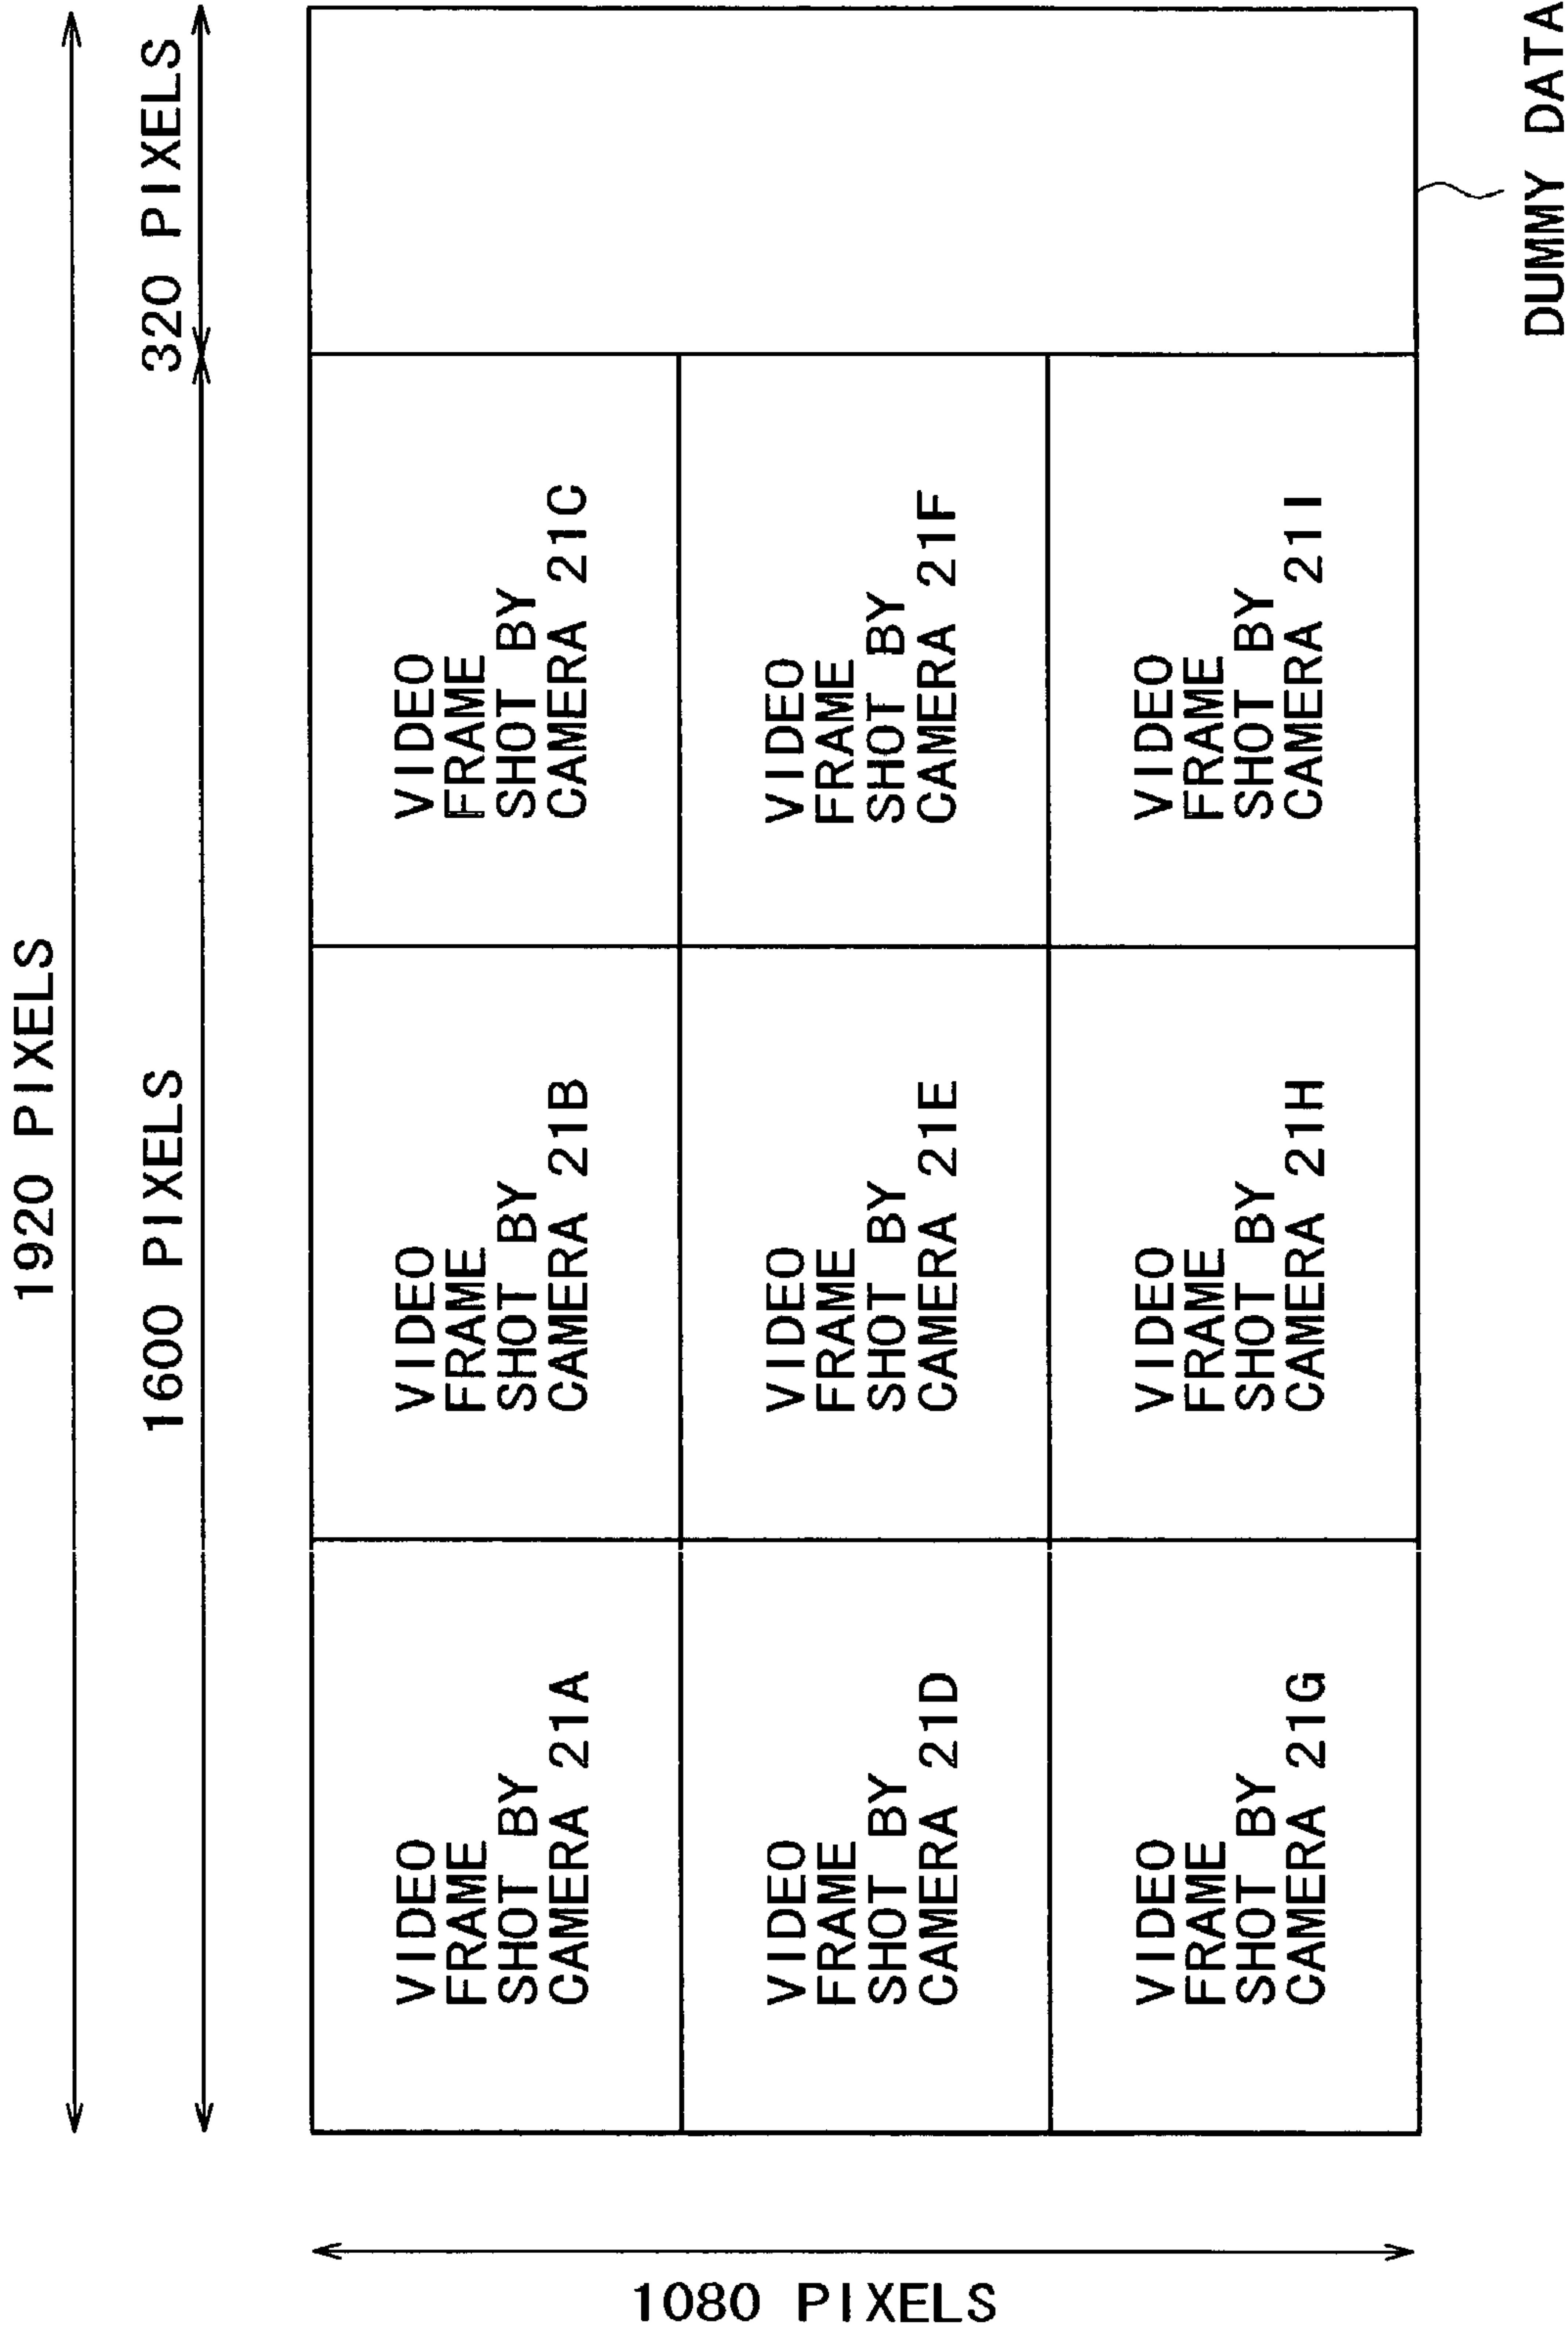 1920 PIXELS
1600 PIXELS
320 PIXELS
VIDEO
FRAME
SHOT BY
CAMERA 21A
VIDEO
FRAME
SHOT BY
CAMERA 21B
VIDEO
FRAME
SHOT BY
CAMERA 21C
VIDEO
FRAME
SHOT BY
CAMERA 21D
VIDEO
FRAME
SHOT BY
CAMERA 21E
VIDEO
FRAME
SHOT BY
CAMERA 21F
VIDEO
FRAME
SHOT BY
CAMERA 21G
VIDEO
FRAME
SHOT BY
CAMERA 21H
VIDEO
FRAME
SHOT BY
CAMERA 21I
1080 PIXELS
DUMMY DATA